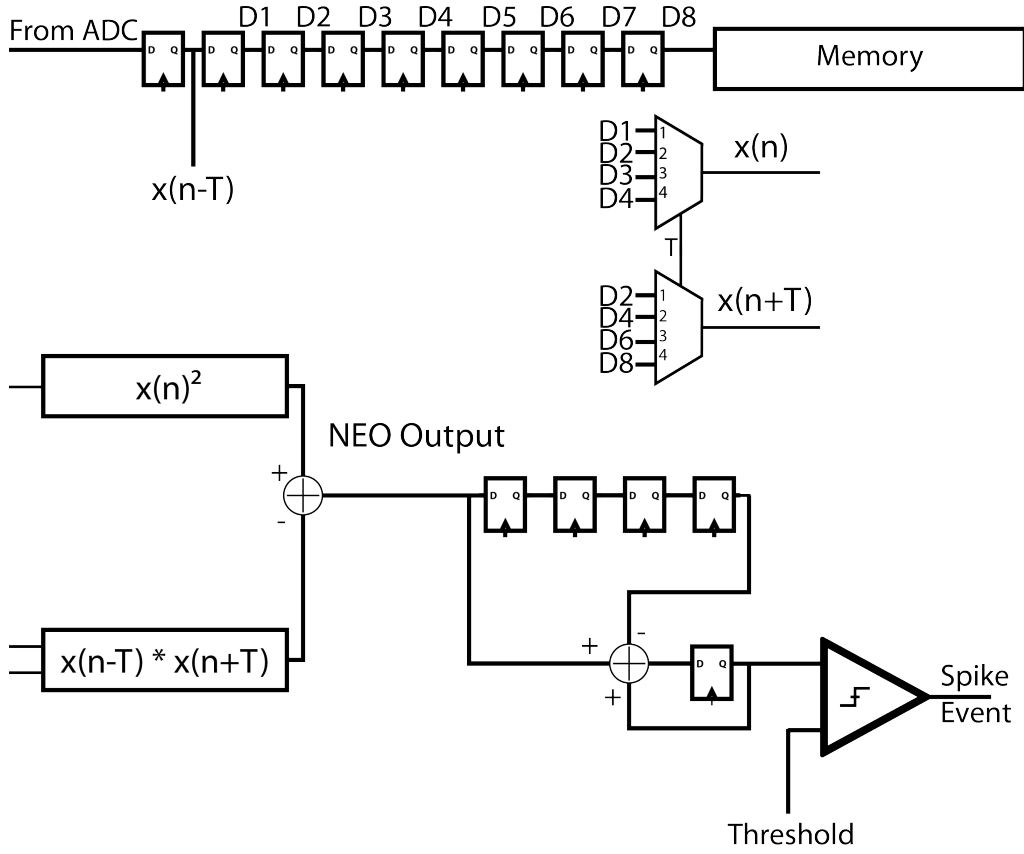 From ADC
D1 D2 D3 D4 D5 D6 D7 D8
D Q D Q D Q D Q D Q D Q D Q D Q D Q
Memory
x(n-T)
D1 1
D2 2
D3 3
D4 4
x(n)
T
D2 1
D4 2
D6 3
D8 4
x(n+T)
x(n)²
NEO Output
+
-
D Q D Q D Q D Q
x(n-T) * x(n+T)
+
-
+
D Q
Spike
Event
Threshold